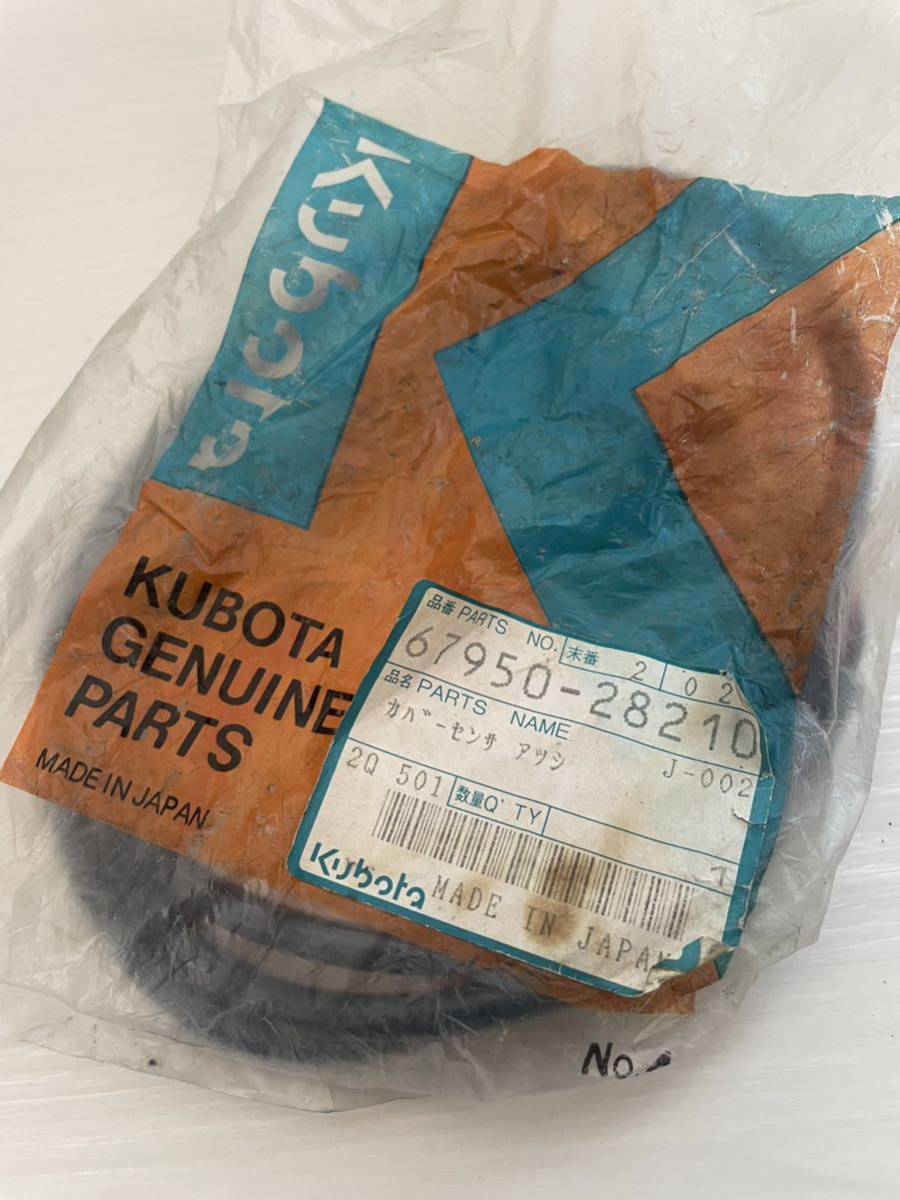 Kubota
KUBOTA
GENUINE
PARTS
MADE IN JAPAN
品番 PARTS NO. 末番 2 02
67950-28210
品名 PARTS NAME
カバーセンサ アツシ J-002
2Q 501 数量Q'TY 1
Kubota MADE IN JAPAN
No.